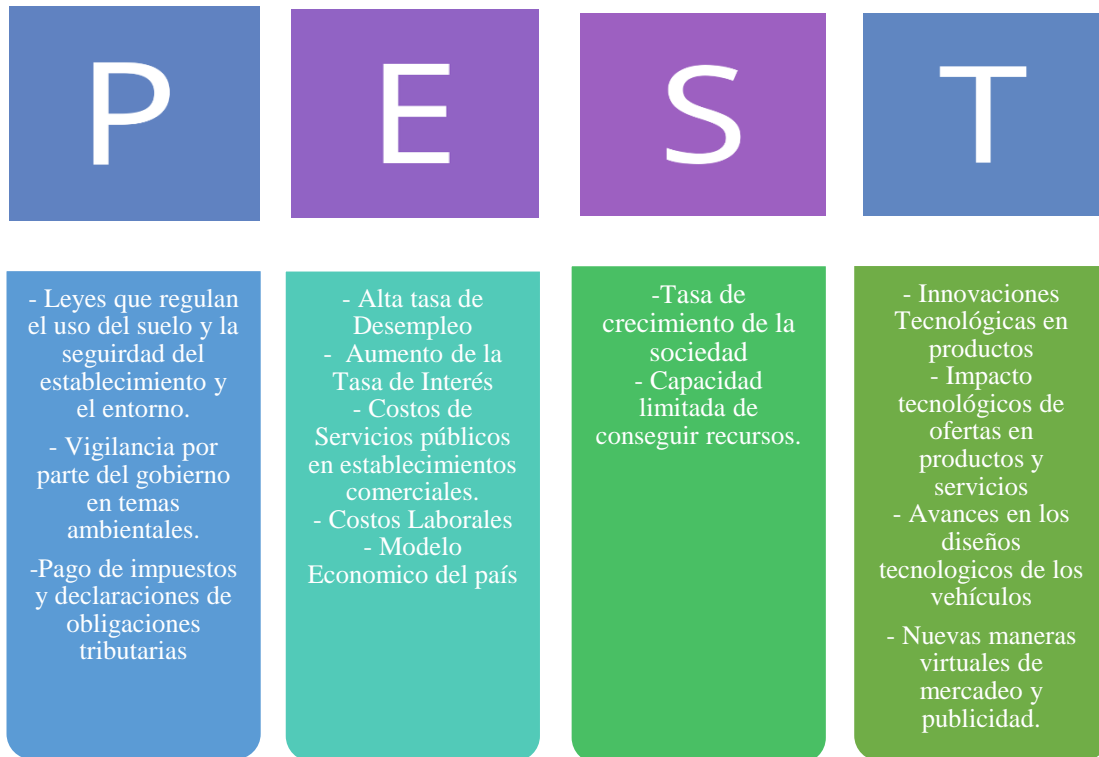 P
E
S
T
- Leyes que regulan
el uso del suelo y la
seguirdad del
establecimiento y
el entorno.
- Vigilancia por
parte del gobierno
en temas
ambientales.
-Pago de impuestos
y declaraciones de
obligaciones
tributarias
- Alta tasa de
Desempleo
- Aumento de la
Tasa de Interés
- Costos de
Servicios públicos
en establecimientos
comerciales.
- Costos Laborales
- Modelo
Economico del país
-Tasa de
crecimiento de la
sociedad
- Capacidad
limitada de
conseguir recursos.
- Innovaciones
Tecnológicas en
productos
- Impacto
tecnológicos de
ofertas en
productos y
servicios
- Avances en los
diseños
tecnologicos de los
vehículos
- Nuevas maneras
virtuales de
mercadeo y
publicidad.